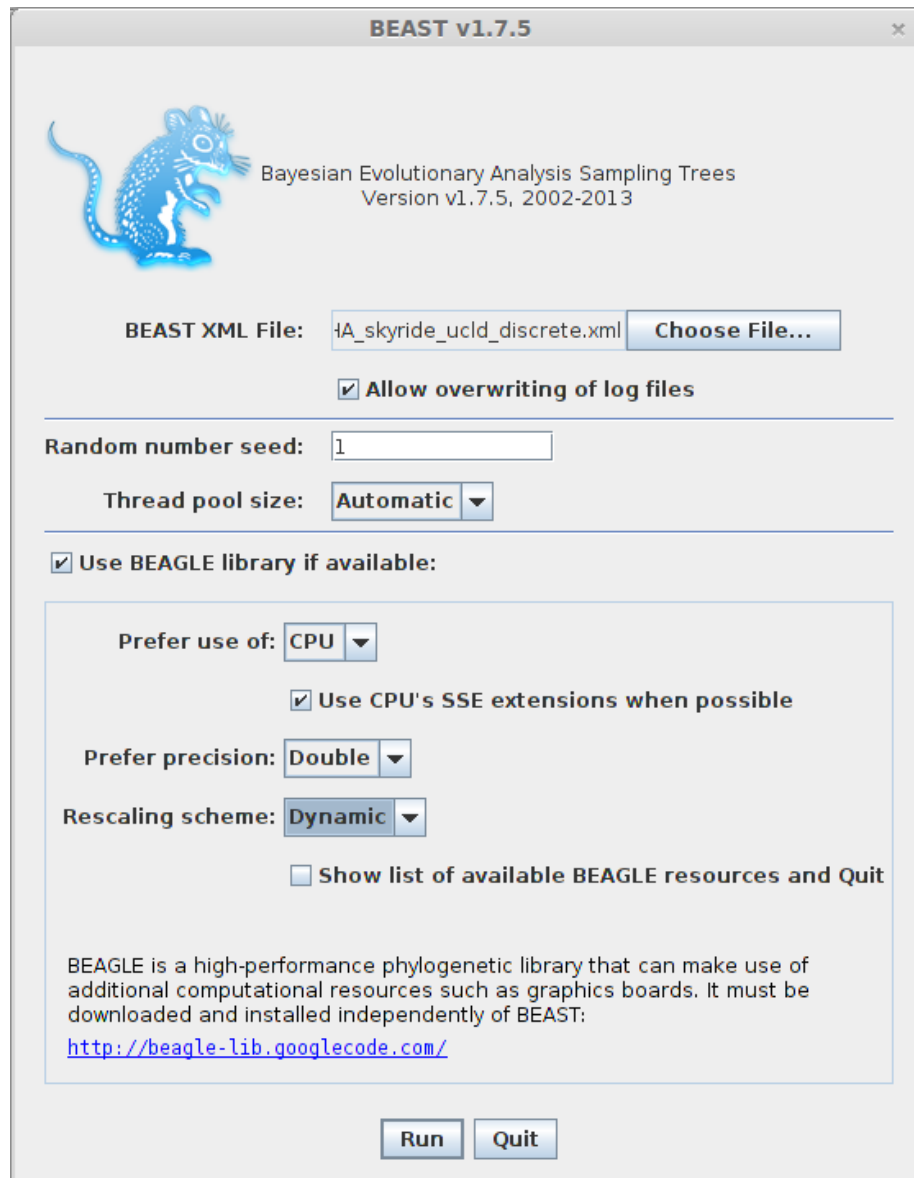 BEAST v1.7.5
Bayesian Evolutionary Analysis Sampling Trees
Version v1.7.5, 2002-2013
BEAST XML File: HA_skyride_ucld_discrete.xml Choose File...
Allow overwriting of log files
Random number seed: 1
Thread pool size: Automatic
Use BEAGLE library if available:
Prefer use of: CPU
Use CPU's SSE extensions when possible
Prefer precision: Double
Rescaling scheme: Dynamic
Show list of available BEAGLE resources and Quit
BEAGLE is a high-performance phylogenetic library that can make use of
additional computational resources such as graphics boards. It must be
downloaded and installed independently of BEAST:
http://beagle-lib.googlecode.com/
Run Quit